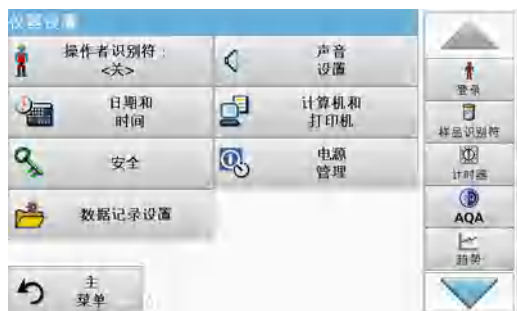 仪器设置
操作者识别符:
<关>
声音
设置
日期和
时间
计算机和
打印机
安全
电源
管理
数据记录设置
主
菜单
登录
样品识别符
计时器
AQA
趋势